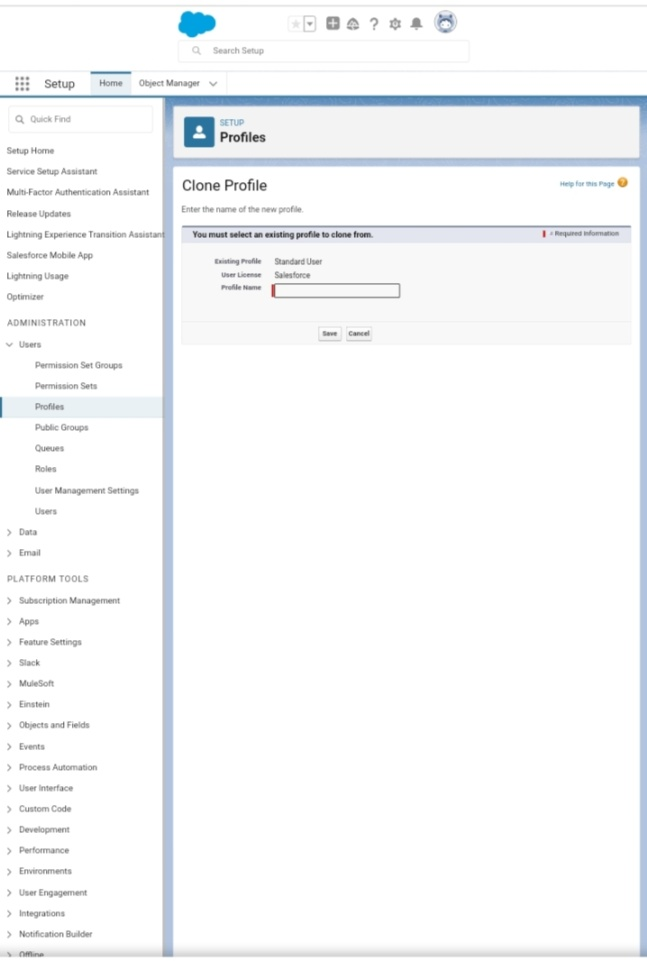 Search Setup
Setup
Home
Object Manager
Quick Find
Setup Home
Service Setup Assistant
Multi-Factor Authentication Assistant
Release Updates
Lightning Experience Transition Assistant
Salesforce Mobile App
Lightning Usage
Optimizer
ADMINISTRATION
Users
Permission Set Groups
Permission Sets
Profiles
Public Groups
Queues
Roles
User Management Settings
Users
Data
Email
PLATFORM TOOLS
Subscription Management
Apps
Feature Settings
Slack
MuleSoft
Einstein
Objects and Fields
Events
Process Automation
User Interface
Custom Code
Development
Performance
Environments
User Engagement
Integrations
Notification Builder
Offline
SETUP
Profiles
Clone Profile
Help for this Page
Enter the name of the new profile.
You must select an existing profile to clone from.
= Required Information
Existing Profile Standard User
User License Salesforce
Profile Name
Save Cancel